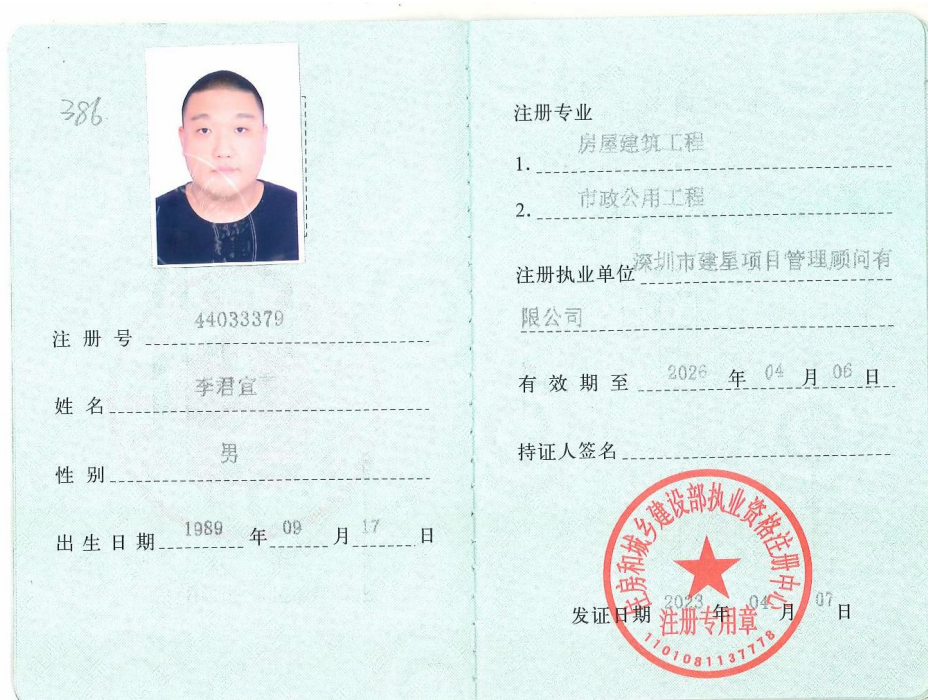 386
注册号 44033379
姓名 李君宜
性别 男
出生日期 1989 年 09 月 17 日
注册专业
1. 房屋建筑工程
2. 市政公用工程
注册执业单位 深圳市建星项目管理顾问有
限公司
有效期至 2026 年 04 月 06 日
持证人签名
住房和城乡建设部执业资格注册中心
发证日期 2023 年 04 月 07 日
注册专用章
1101081137778